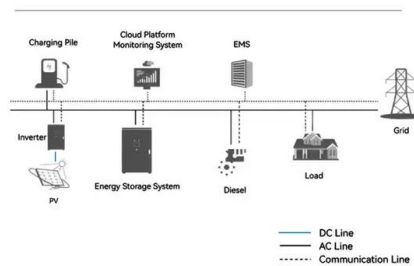 Charging Pile
Cloud Platform
Monitoring System
EMS
Grid
Inverter
PV
Energy Storage System
Diesel
Load
DC Line
AC Line
Communication Line